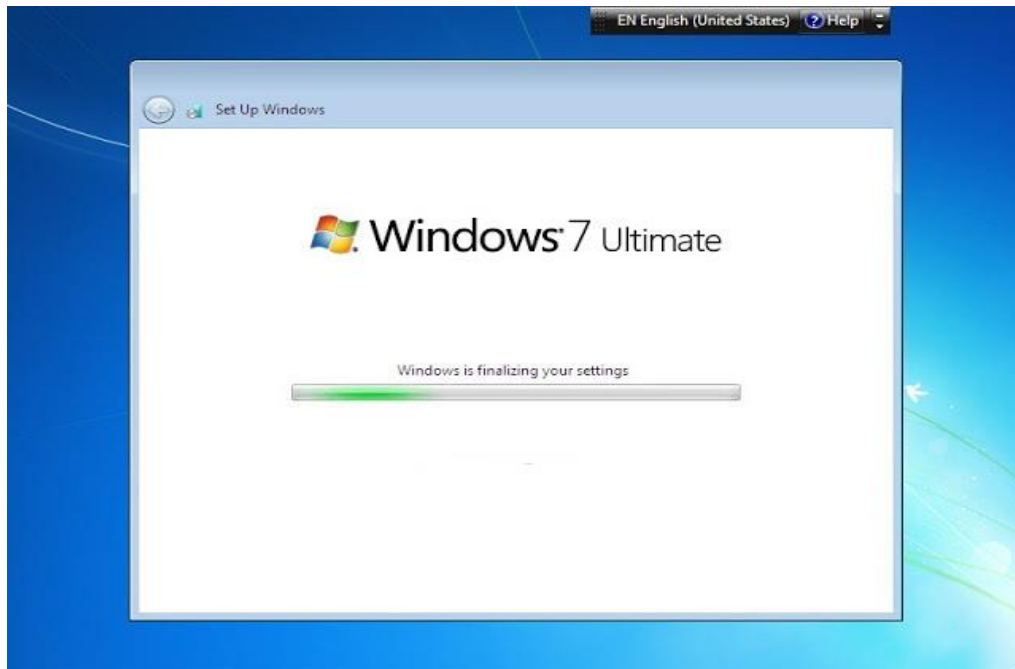 EN English (United States) Help
Set Up Windows
Windows 7 Ultimate
Windows is finalizing your settings